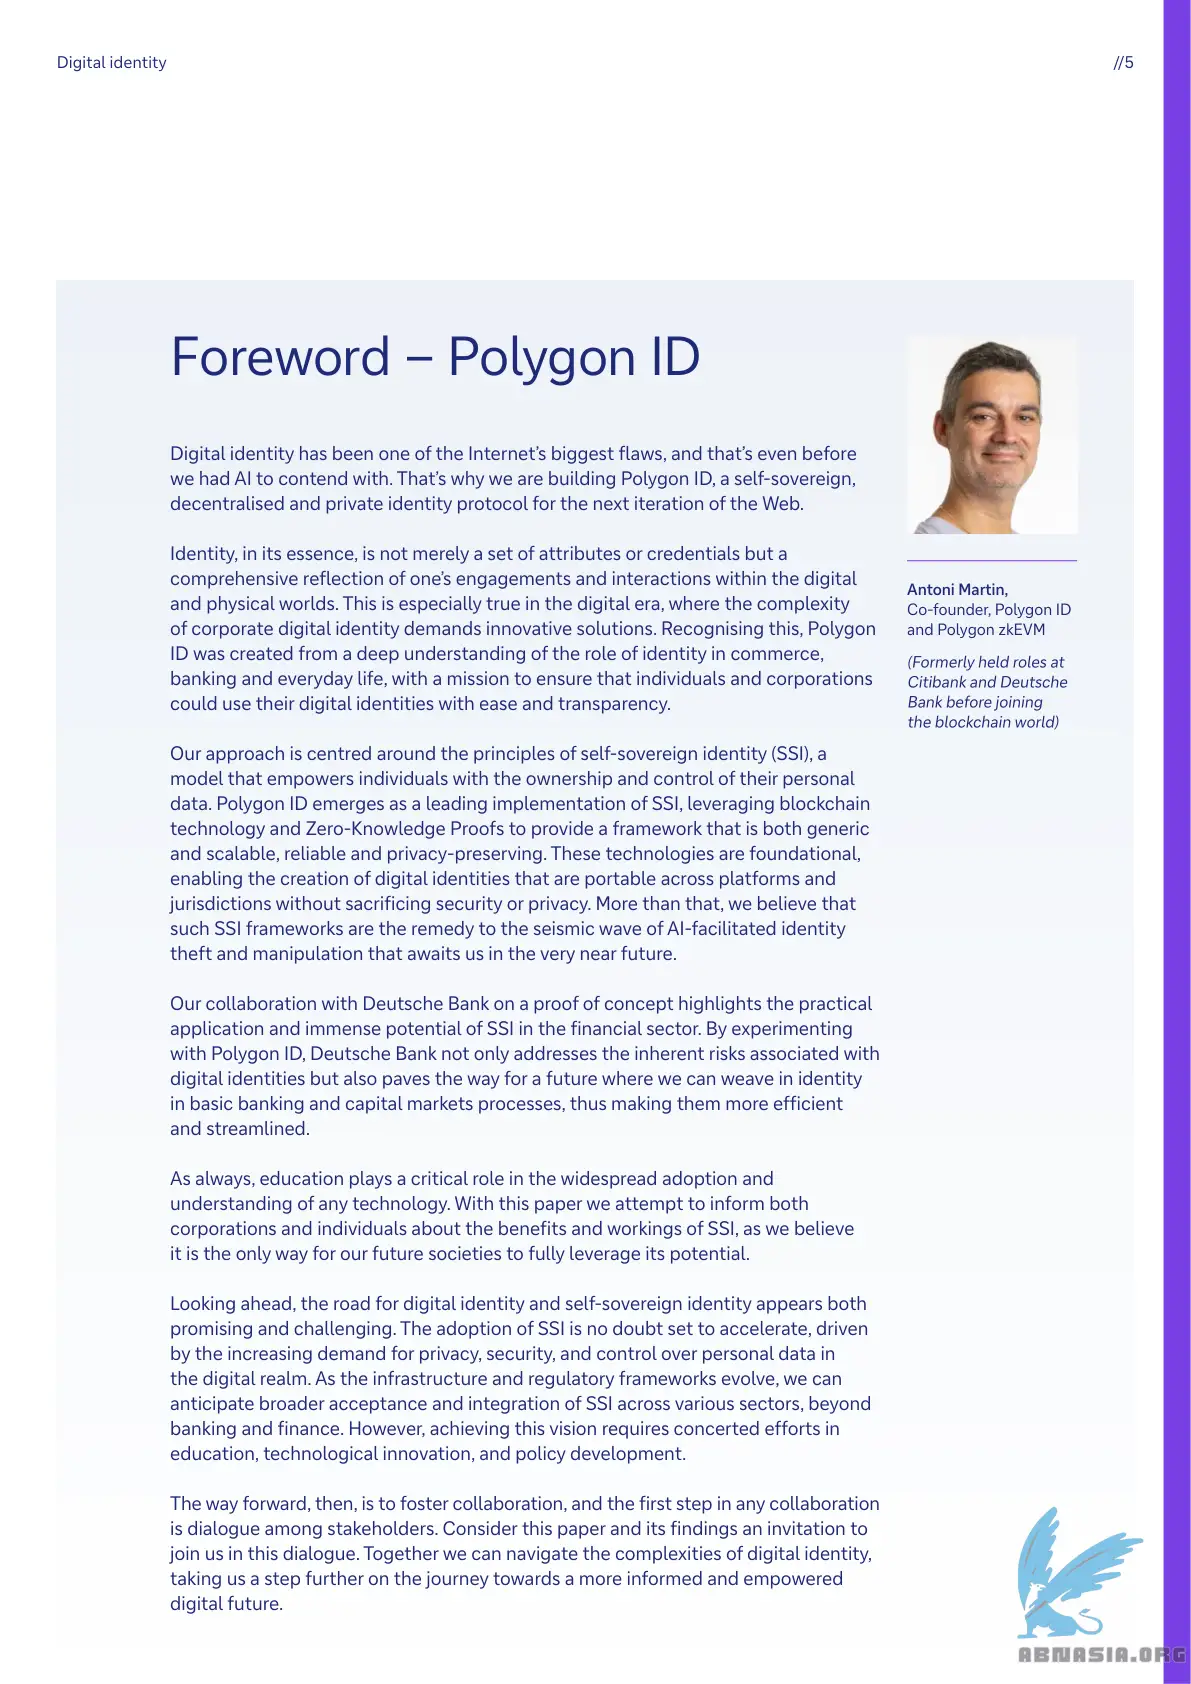 Digital identity
//5
Foreword – Polygon ID
Digital identity has been one of the Internet’s biggest flaws, and that’s even before
we had AI to contend with. That’s why we are building Polygon ID, a self-sovereign,
decentralised and private identity protocol for the next iteration of the Web.
Identity, in its essence, is not merely a set of attributes or credentials but a
comprehensive reflection of one’s engagements and interactions within the digital
and physical worlds. This is especially true in the digital era, where the complexity
of corporate digital identity demands innovative solutions. Recognising this, Polygon
ID was created from a deep understanding of the role of identity in commerce,
banking and everyday life, with a mission to ensure that individuals and corporations
could use their digital identities with ease and transparency.
Our approach is centred around the principles of self-sovereign identity (SSI), a
model that empowers individuals with the ownership and control of their personal
data. Polygon ID emerges as a leading implementation of SSI, leveraging blockchain
technology and Zero-Knowledge Proofs to provide a framework that is both generic
and scalable, reliable and privacy-preserving. These technologies are foundational,
enabling the creation of digital identities that are portable across platforms and
jurisdictions without sacrificing security or privacy. More than that, we believe that
such SSI frameworks are the remedy to the seismic wave of AI-facilitated identity
theft and manipulation that awaits us in the very near future.
Our collaboration with Deutsche Bank on a proof of concept highlights the practical
application and immense potential of SSI in the financial sector. By experimenting
with Polygon ID, Deutsche Bank not only addresses the inherent risks associated with
digital identities but also paves the way for a future where we can weave in identity
in basic banking and capital markets processes, thus making them more efficient
and streamlined.
As always, education plays a critical role in the widespread adoption and
understanding of any technology. With this paper we attempt to inform both
corporations and individuals about the benefits and workings of SSI, as we believe
it is the only way for our future societies to fully leverage its potential.
Looking ahead, the road for digital identity and self-sovereign identity appears both
promising and challenging. The adoption of SSI is no doubt set to accelerate, driven
by the increasing demand for privacy, security, and control over personal data in
the digital realm. As the infrastructure and regulatory frameworks evolve, we can
anticipate broader acceptance and integration of SSI across various sectors, beyond
banking and finance. However, achieving this vision requires concerted efforts in
education, technological innovation, and policy development.
The way forward, then, is to foster collaboration, and the first step in any collaboration
is dialogue among stakeholders. Consider this paper and its findings an invitation to
join us in this dialogue. Together we can navigate the complexities of digital identity,
taking us a step further on the journey towards a more informed and empowered
digital future.
Antoni Martin,
Co-founder, Polygon ID
and Polygon zkEVM
(Formerly held roles at
Citibank and Deutsche
Bank before joining
the blockchain world)
ABNASIA.ORG